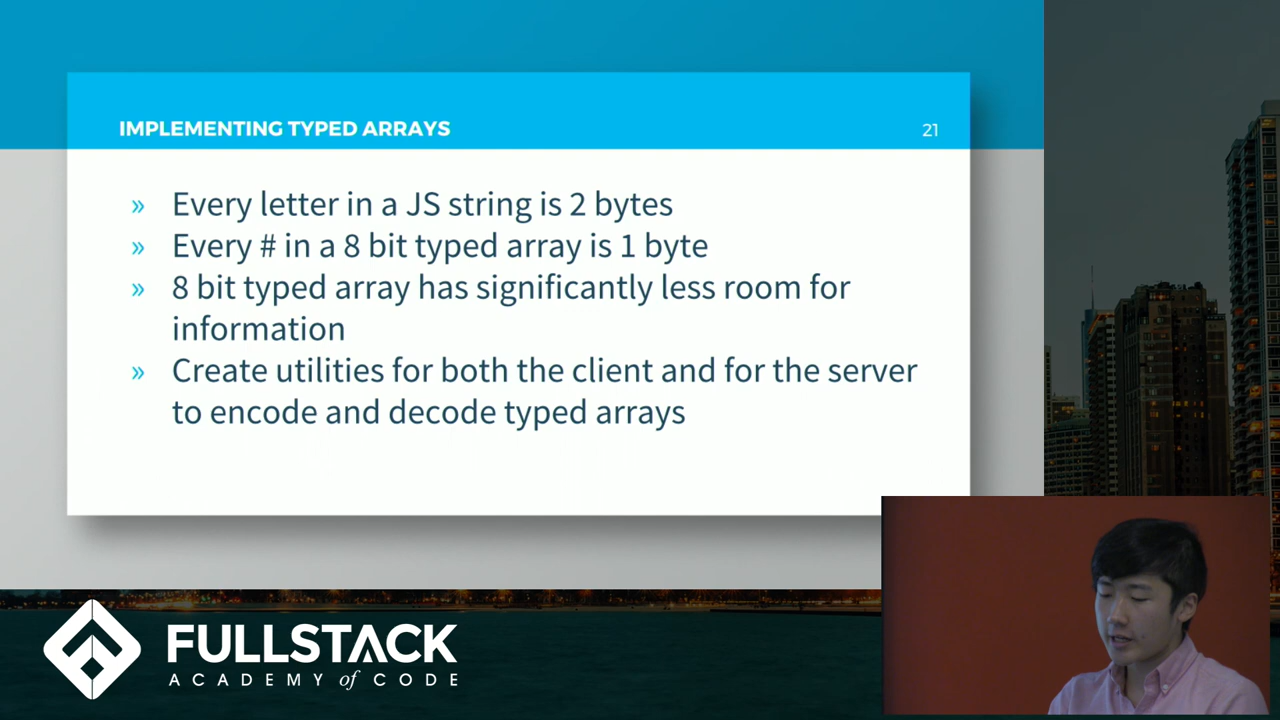 IMPLEMENTING TYPED ARRAYS
21
» Every letter in a JS string is 2 bytes
» Every # in a 8 bit typed array is 1 byte
» 8 bit typed array has significantly less room for
information
» Create utilities for both the client and for the server
to encode and decode typed arrays
FULLSTACK
ACADEMY of CODE